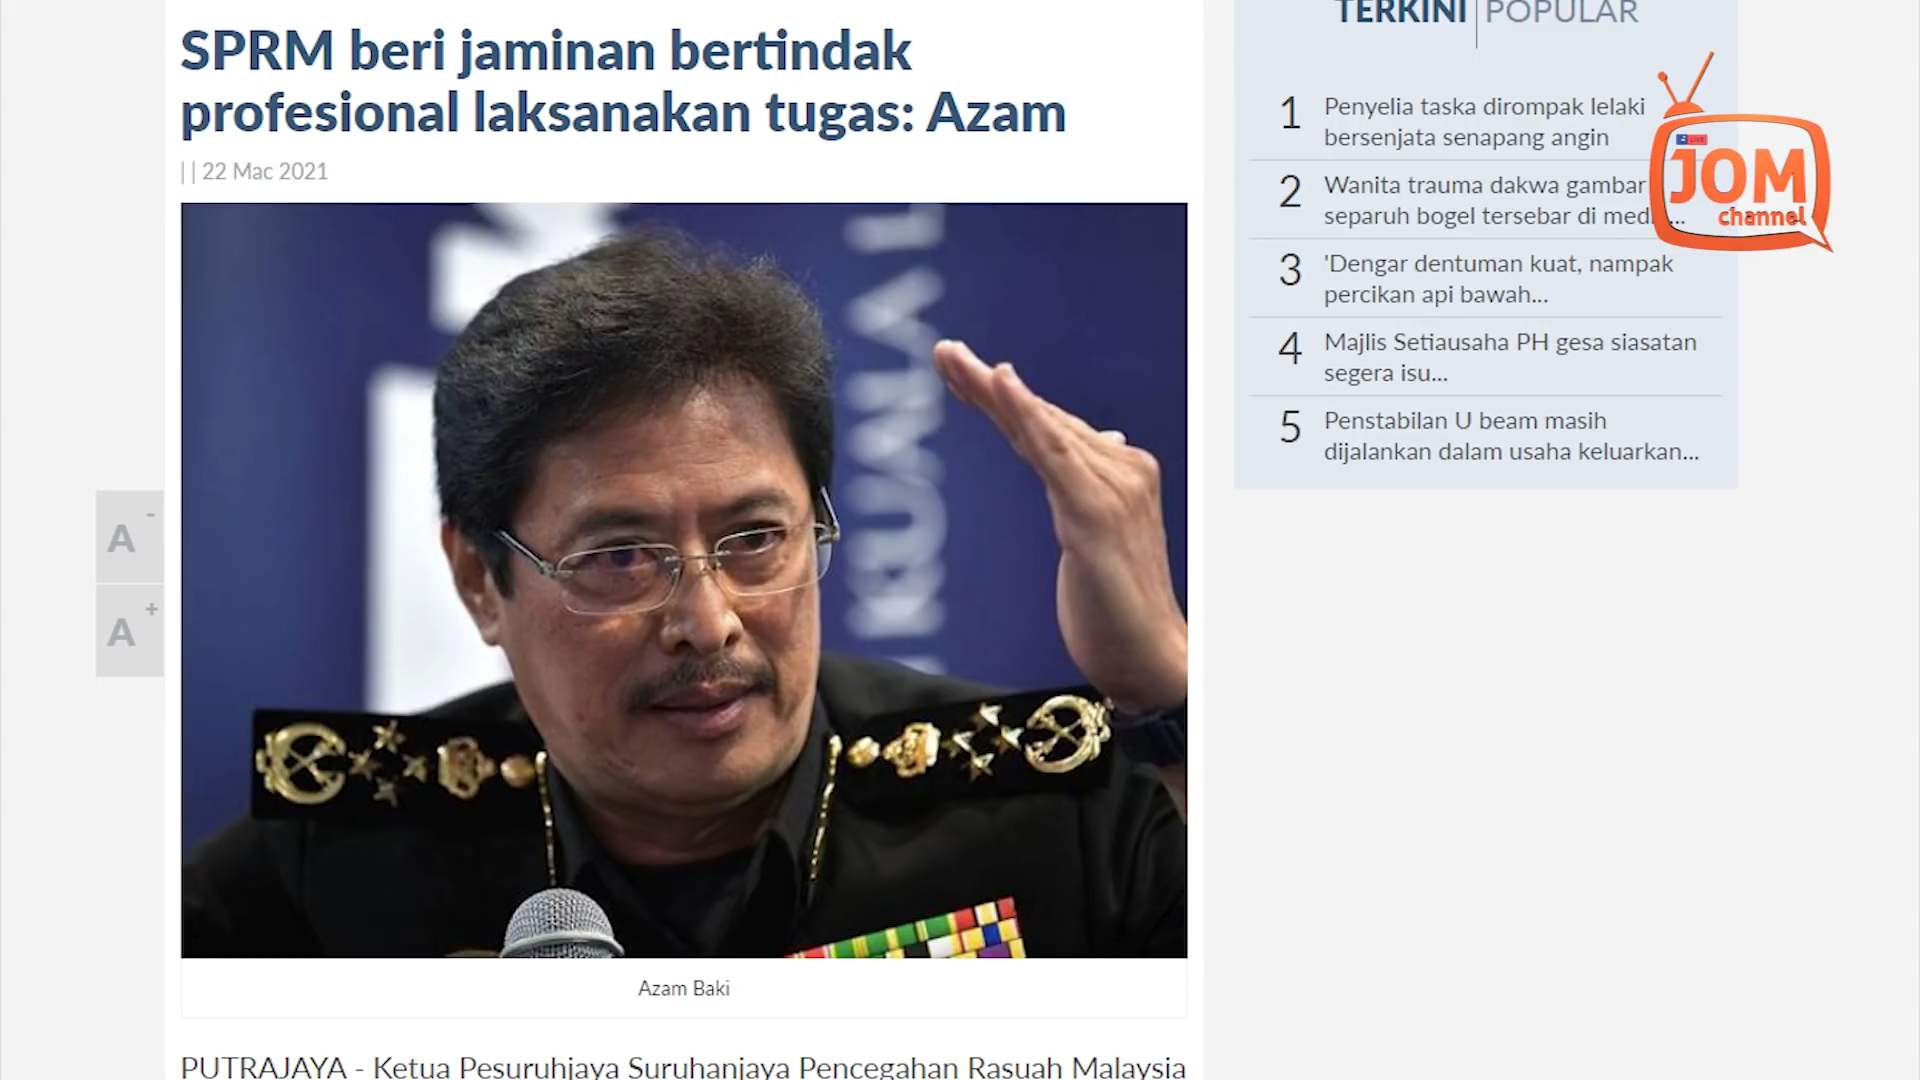 SPRM beri jaminan bertindak
profesional laksanakan tugas: Azam
|| 22 Mac 2021
A -
A +
Azam Baki
PUTRAJAYA - Ketua Pesuruhjaya Suruhanjaya Pencegahan Rasuah Malaysia
TERKINI | POPULAR
1 Penyelia taska dirompak lelaki
bersenjata senapang angin
2 Wanita trauma dakwa gambar
separuh bogel tersebar di med...
3 'Dengar dentuman kuat, nampak
percikan api bawah...
4 Majlis Setiausaha PH gesa siasatan
segera isu...
5 Penstabilan U beam masih
dijalankan dalam usaha keluarkan...
LIVE
JOM
channel